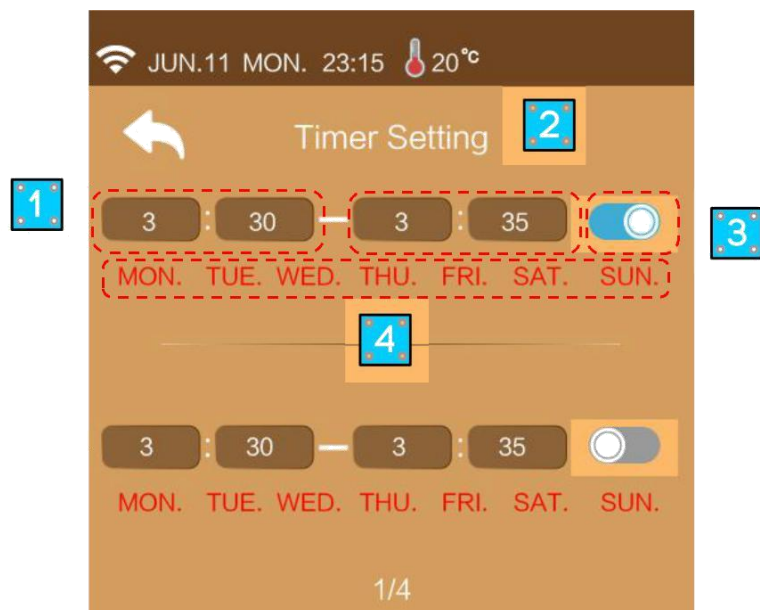 JUN.11 MON. 23:15 20°C
Timer Setting 2
1 3 : 30 — 3 : 35 3
MON. TUE. WED. THU. FRI. SAT. SUN.
4
3 : 30 — 3 : 35
MON. TUE. WED. THU. FRI. SAT. SUN.
1/4